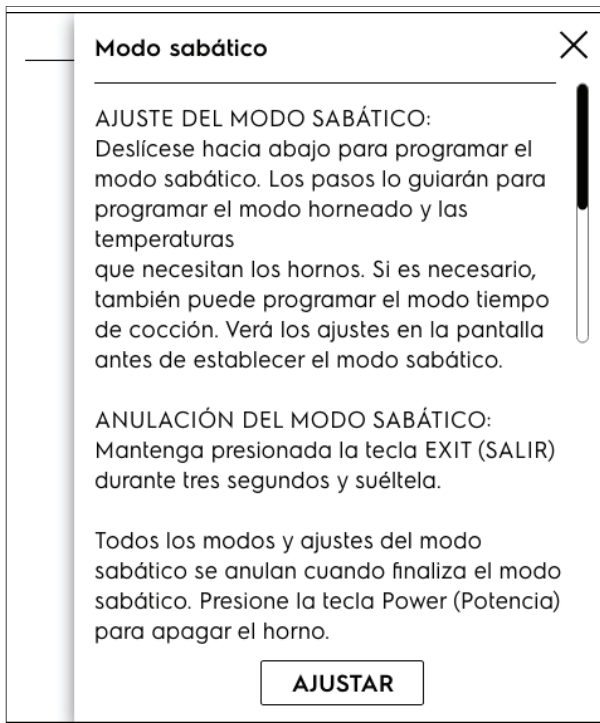 Modo sabático
AJUSTE DEL MODO SABÁTICO:
Deslícese hacia abajo para programar el
modo sabático. Los pasos lo guiarán para
programar el modo horneado y las
temperaturas
que necesitan los hornos. Si es necesario,
también puede programar el modo tiempo
de cocción. Verá los ajustes en la pantalla
antes de establecer el modo sabático.
ANULACIÓN DEL MODO SABÁTICO:
Mantenga presionada la tecla EXIT (SALIR)
durante tres segundos y suéltela.
Todos los modos y ajustes del modo
sabático se anulan cuando finaliza el modo
sabático. Presione la tecla Power (Potencia)
para apagar el horno.
AJUSTAR